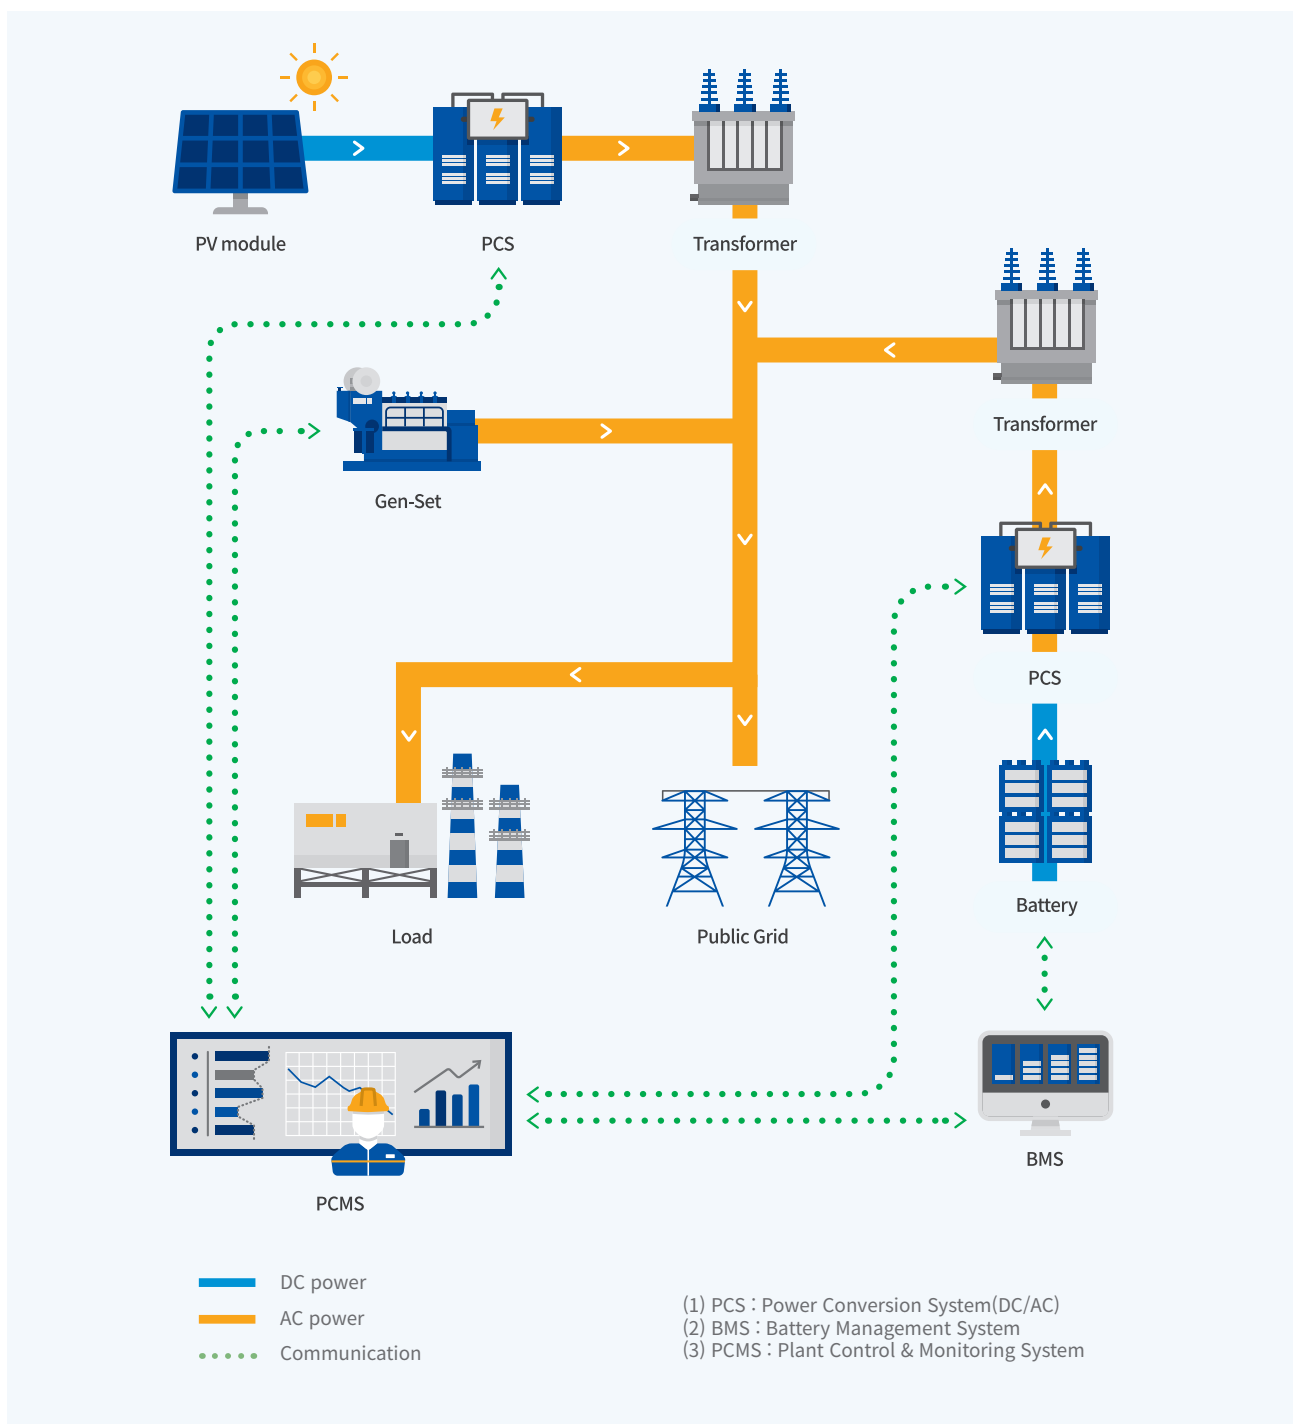 PV module
PCS
Transformer
Transformer
Gen-Set
PCS
Battery
Load
Public Grid
BMS
PCMS
DC power
AC power
Communication
(1) PCS : Power Conversion System(DC/AC)
(2) BMS : Battery Management System
(3) PCMS : Plant Control & Monitoring System